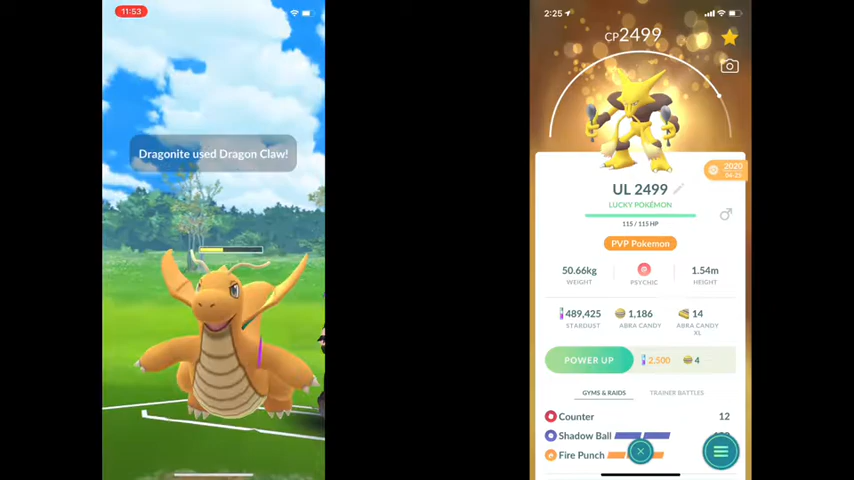 11:53
Dragonite used Dragon Claw!
2:25
CP2499
2020
UL 2499
LUCKY POKÉMON
115 / 115 HP
PVP Pokemon
50.66kg
WEIGHT
PSYCHIC
1.54m
HEIGHT
489,425
STARDUST
1,186
ABRA CANDY
14
ABRA CANDY
XL
POWER UP
2,500
4
GYMS & RAIDS
TRAINER BATTLES
Counter
12
Shadow Ball
Fire Punch